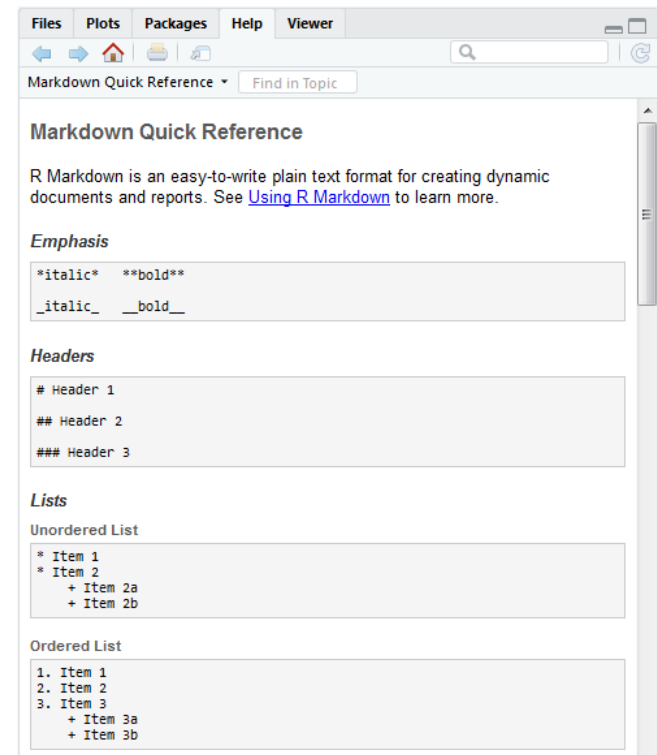 Files Plots Packages Help Viewer
Markdown Quick Reference Find in Topic
Markdown Quick Reference
R Markdown is an easy-to-write plain text format for creating dynamic
documents and reports. See Using R Markdown to learn more.
Emphasis
*italic*   **bold**
_italic_   __bold__
Headers
# Header 1
## Header 2
### Header 3
Lists
Unordered List
* Item 1
* Item 2
    + Item 2a
    + Item 2b
Ordered List
1. Item 1
2. Item 2
3. Item 3
    + Item 3a
    + Item 3b